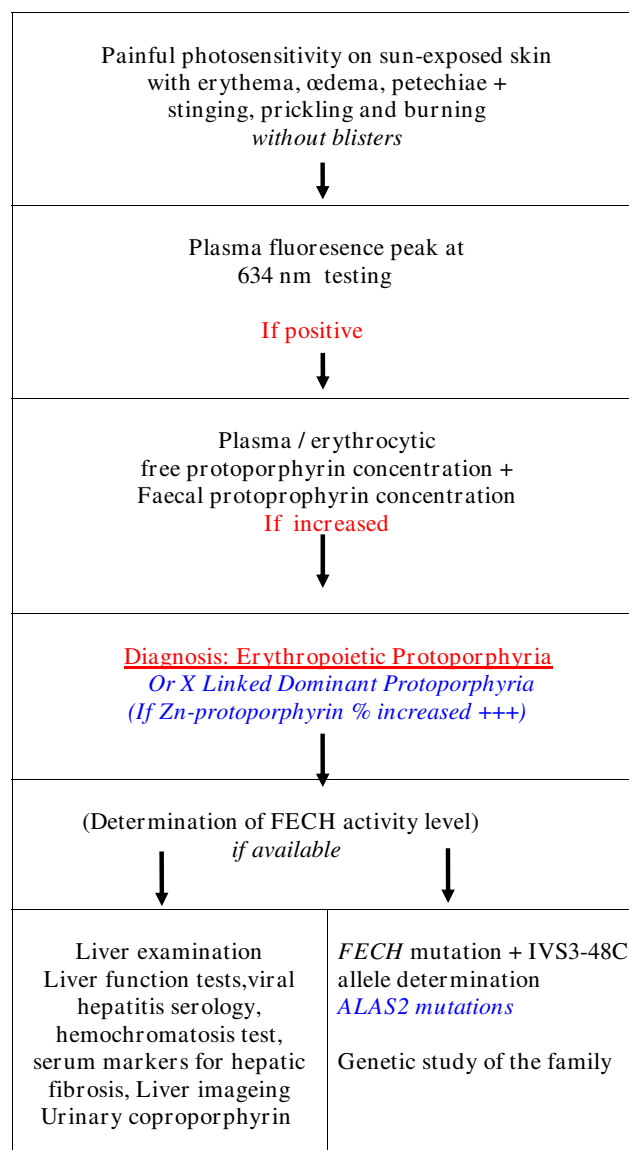 Painful photosensitivity on sun-exposed skin
with erythema, œdema, petechiae +
stinging, prickling and burning
without blisters
Plasma fluoresence peak at
634 nm testing
If positive
Plasma / erythrocytic
free protoporphyrin concentration +
Faecal protoprophyrin concentration
If increased
Diagnosis: Erythropoietic Protoporphyria
Or X Linked Dominant Protoporphyria
(If Zn-protoporphyrin % increased +++)
(Determination of FECH activity level)
if available
Liver examination
Liver function tests,viral
hepatitis serology,
hemochromatosis test,
serum markers for hepatic
fibrosis, Liver imageing
Urinary coproporphyrin
FECH mutation + IVS3-48C
allele determination
ALAS2 mutations
Genetic study of the family